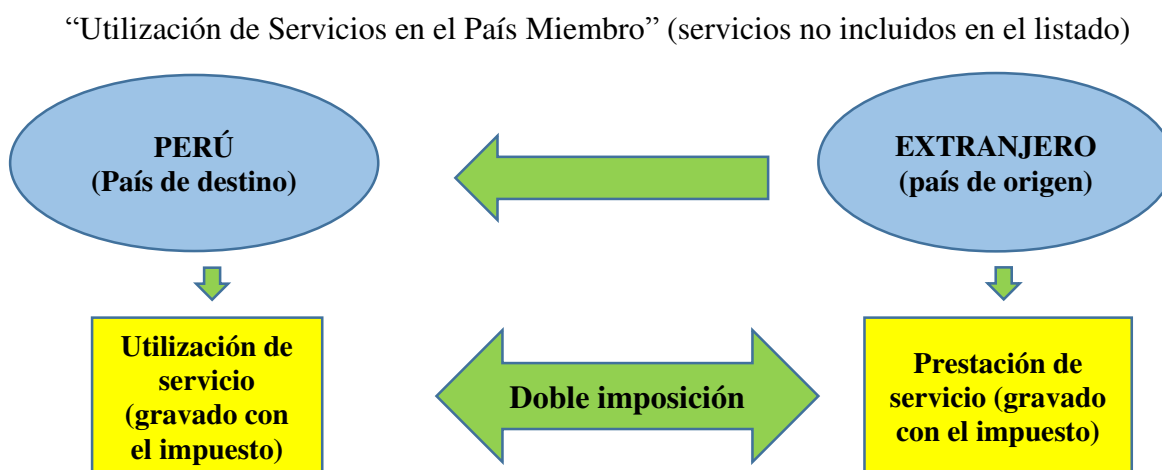 “Utilización de Servicios en el País Miembro” (servicios no incluidos en el listado)
PERÚ
(País de destino)
EXTRANJERO
(país de origen)
Utilización de
servicio
(gravado con
el impuesto)
Doble imposición
Prestación de
servicio (gravado
con el impuesto)